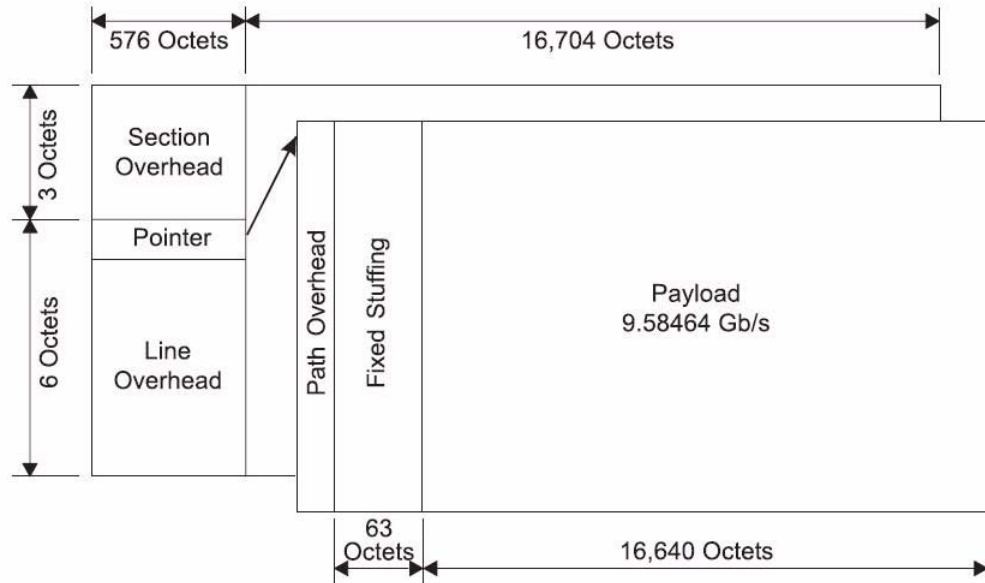 576 Octets
16,704 Octets
3 Octets
Section
Overhead
Pointer
6 Octets
Line
Overhead
Path Overhead
Fixed Stuffing
Payload
9.58464 Gb/s
63
Octets
16,640 Octets